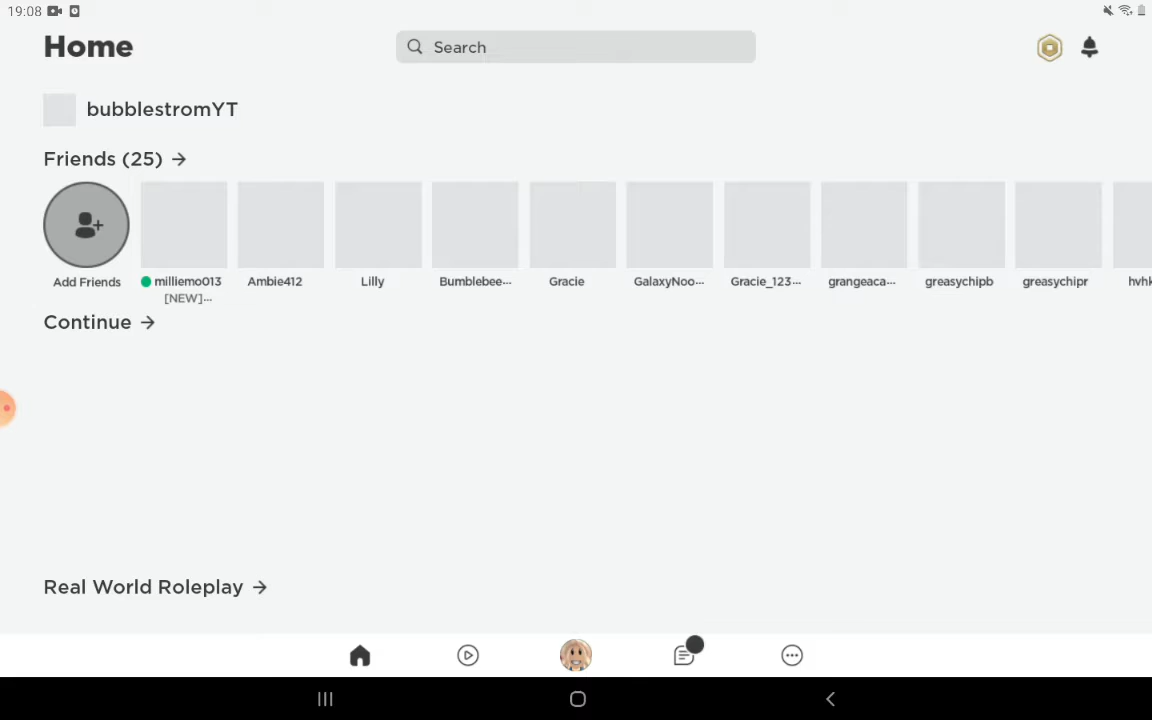 19:08
Home
Search
bubblestromYT
Friends (25)
Add Friends
milliemo013
[NEW]...
Ambie412
Lilly
Bumblebee...
Gracie
GalaxyNoo...
Gracie_123...
grangeaca...
greasychipb
greasychipr
hvhk
Continue
Real World Roleplay